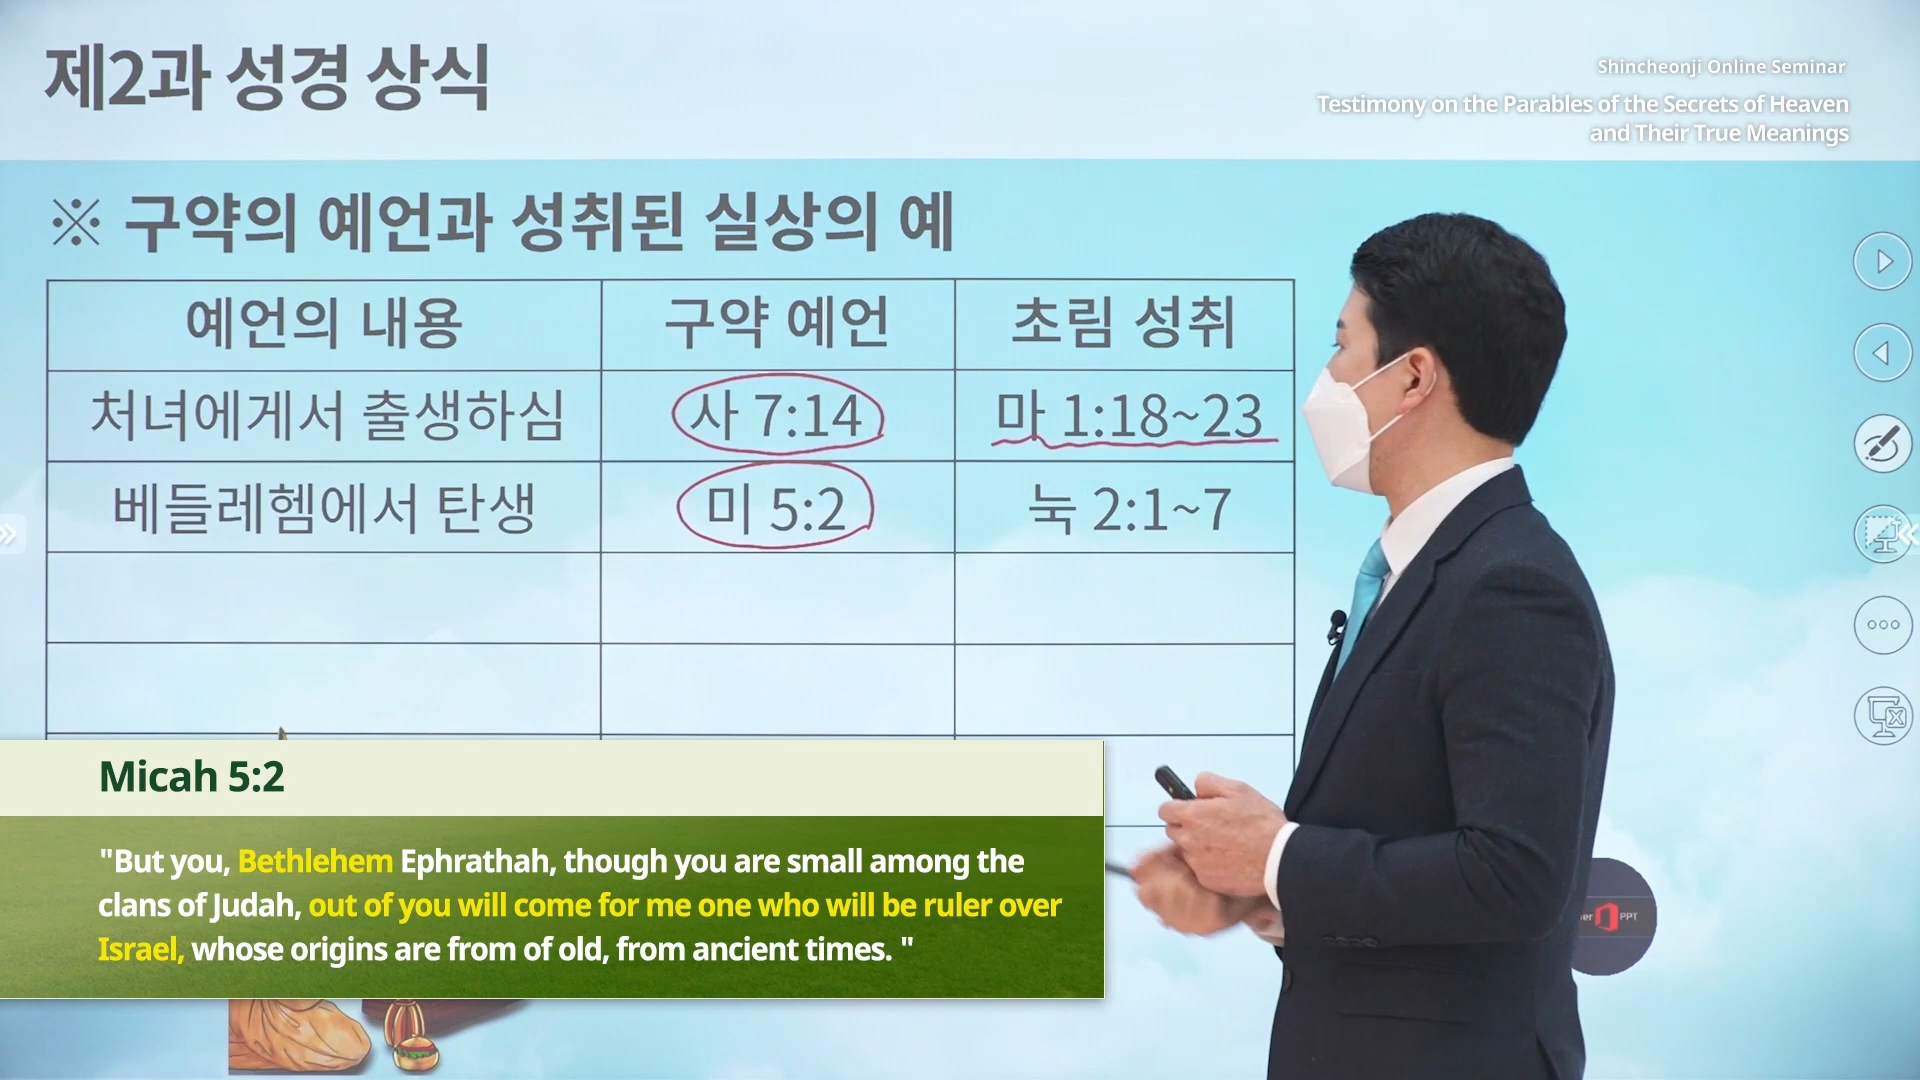 제2과 성경 상식
Shincheonji Online Seminar
Testimony on the Parables of the Secrets of Heaven
and Their True Meanings
※ 구약의 예언과 성취된 실상의 예
예언의 내용 구약 예언 초림 성취
처녀에게서 출생하심 사 7:14 마 1:18~23
베들레헴에서 탄생 미 5:2 눅 2:1~7
Micah 5:2
"But you, Bethlehem Ephrathah, though you are small among the
clans of Judah, out of you will come for me one who will be ruler over
Israel, whose origins are from of old, from ancient times. "
PPT